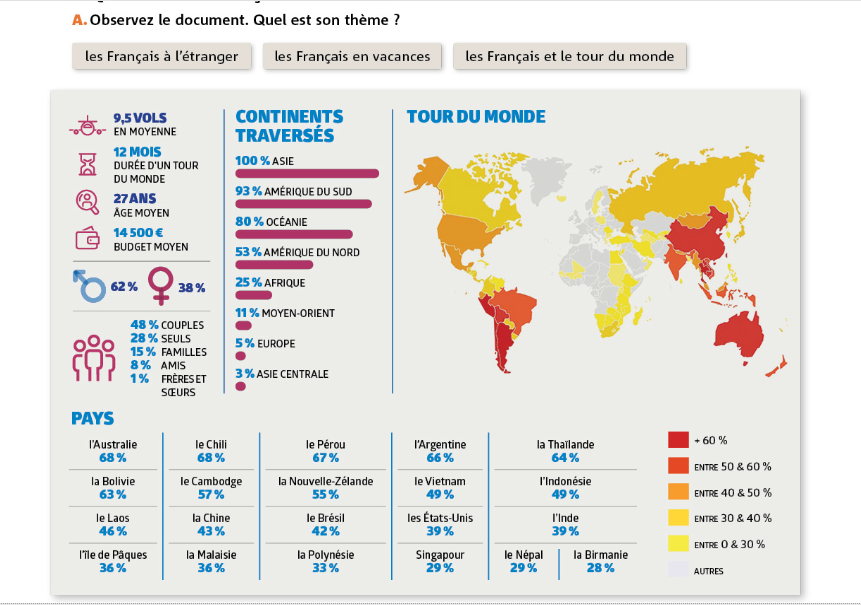 A. Observez le document. Quel est son thème ?
les Français à l'étranger
les Français en vacances
les Français et le tour du monde
9,5 VOLS
EN MOYENNE
12 MOIS
DURÉE D'UN TOUR
DU MONDE
27 ANS
ÂGE MOYEN
14 500 €
BUDGET MOYEN
62 %
38 %
48 % COUPLES
28 % SEULS
15 % FAMILLES
8 % AMIS
1 % FRÈRES ET
SŒURS
CONTINENTS
TRAVERSÉS
100 % ASIE
93 % AMÉRIQUE DU SUD
80 % OCÉANIE
53 % AMÉRIQUE DU NORD
25 % AFRIQUE
11 % MOYEN-ORIENT
5 % EUROPE
3 % ASIE CENTRALE
TOUR DU MONDE
PAYS
l'Australie
68 %
le Chili
68 %
le Pérou
67 %
l'Argentine
66 %
la Thaïlande
64 %
la Bolivie
63 %
le Cambodge
57 %
la Nouvelle-Zélande
55 %
le Vietnam
49 %
l'Indonésie
49 %
le Laos
46 %
la Chine
43 %
le Brésil
42 %
les États-Unis
39 %
l'Inde
39 %
l'île de Pâques
36 %
la Malaisie
36 %
la Polynésie
33 %
Singapour
29 %
le Népal
29 %
la Birmanie
28 %
+ 60 %
ENTRE 50 & 60 %
ENTRE 40 & 50 %
ENTRE 30 & 40 %
ENTRE 0 & 30 %
AUTRES